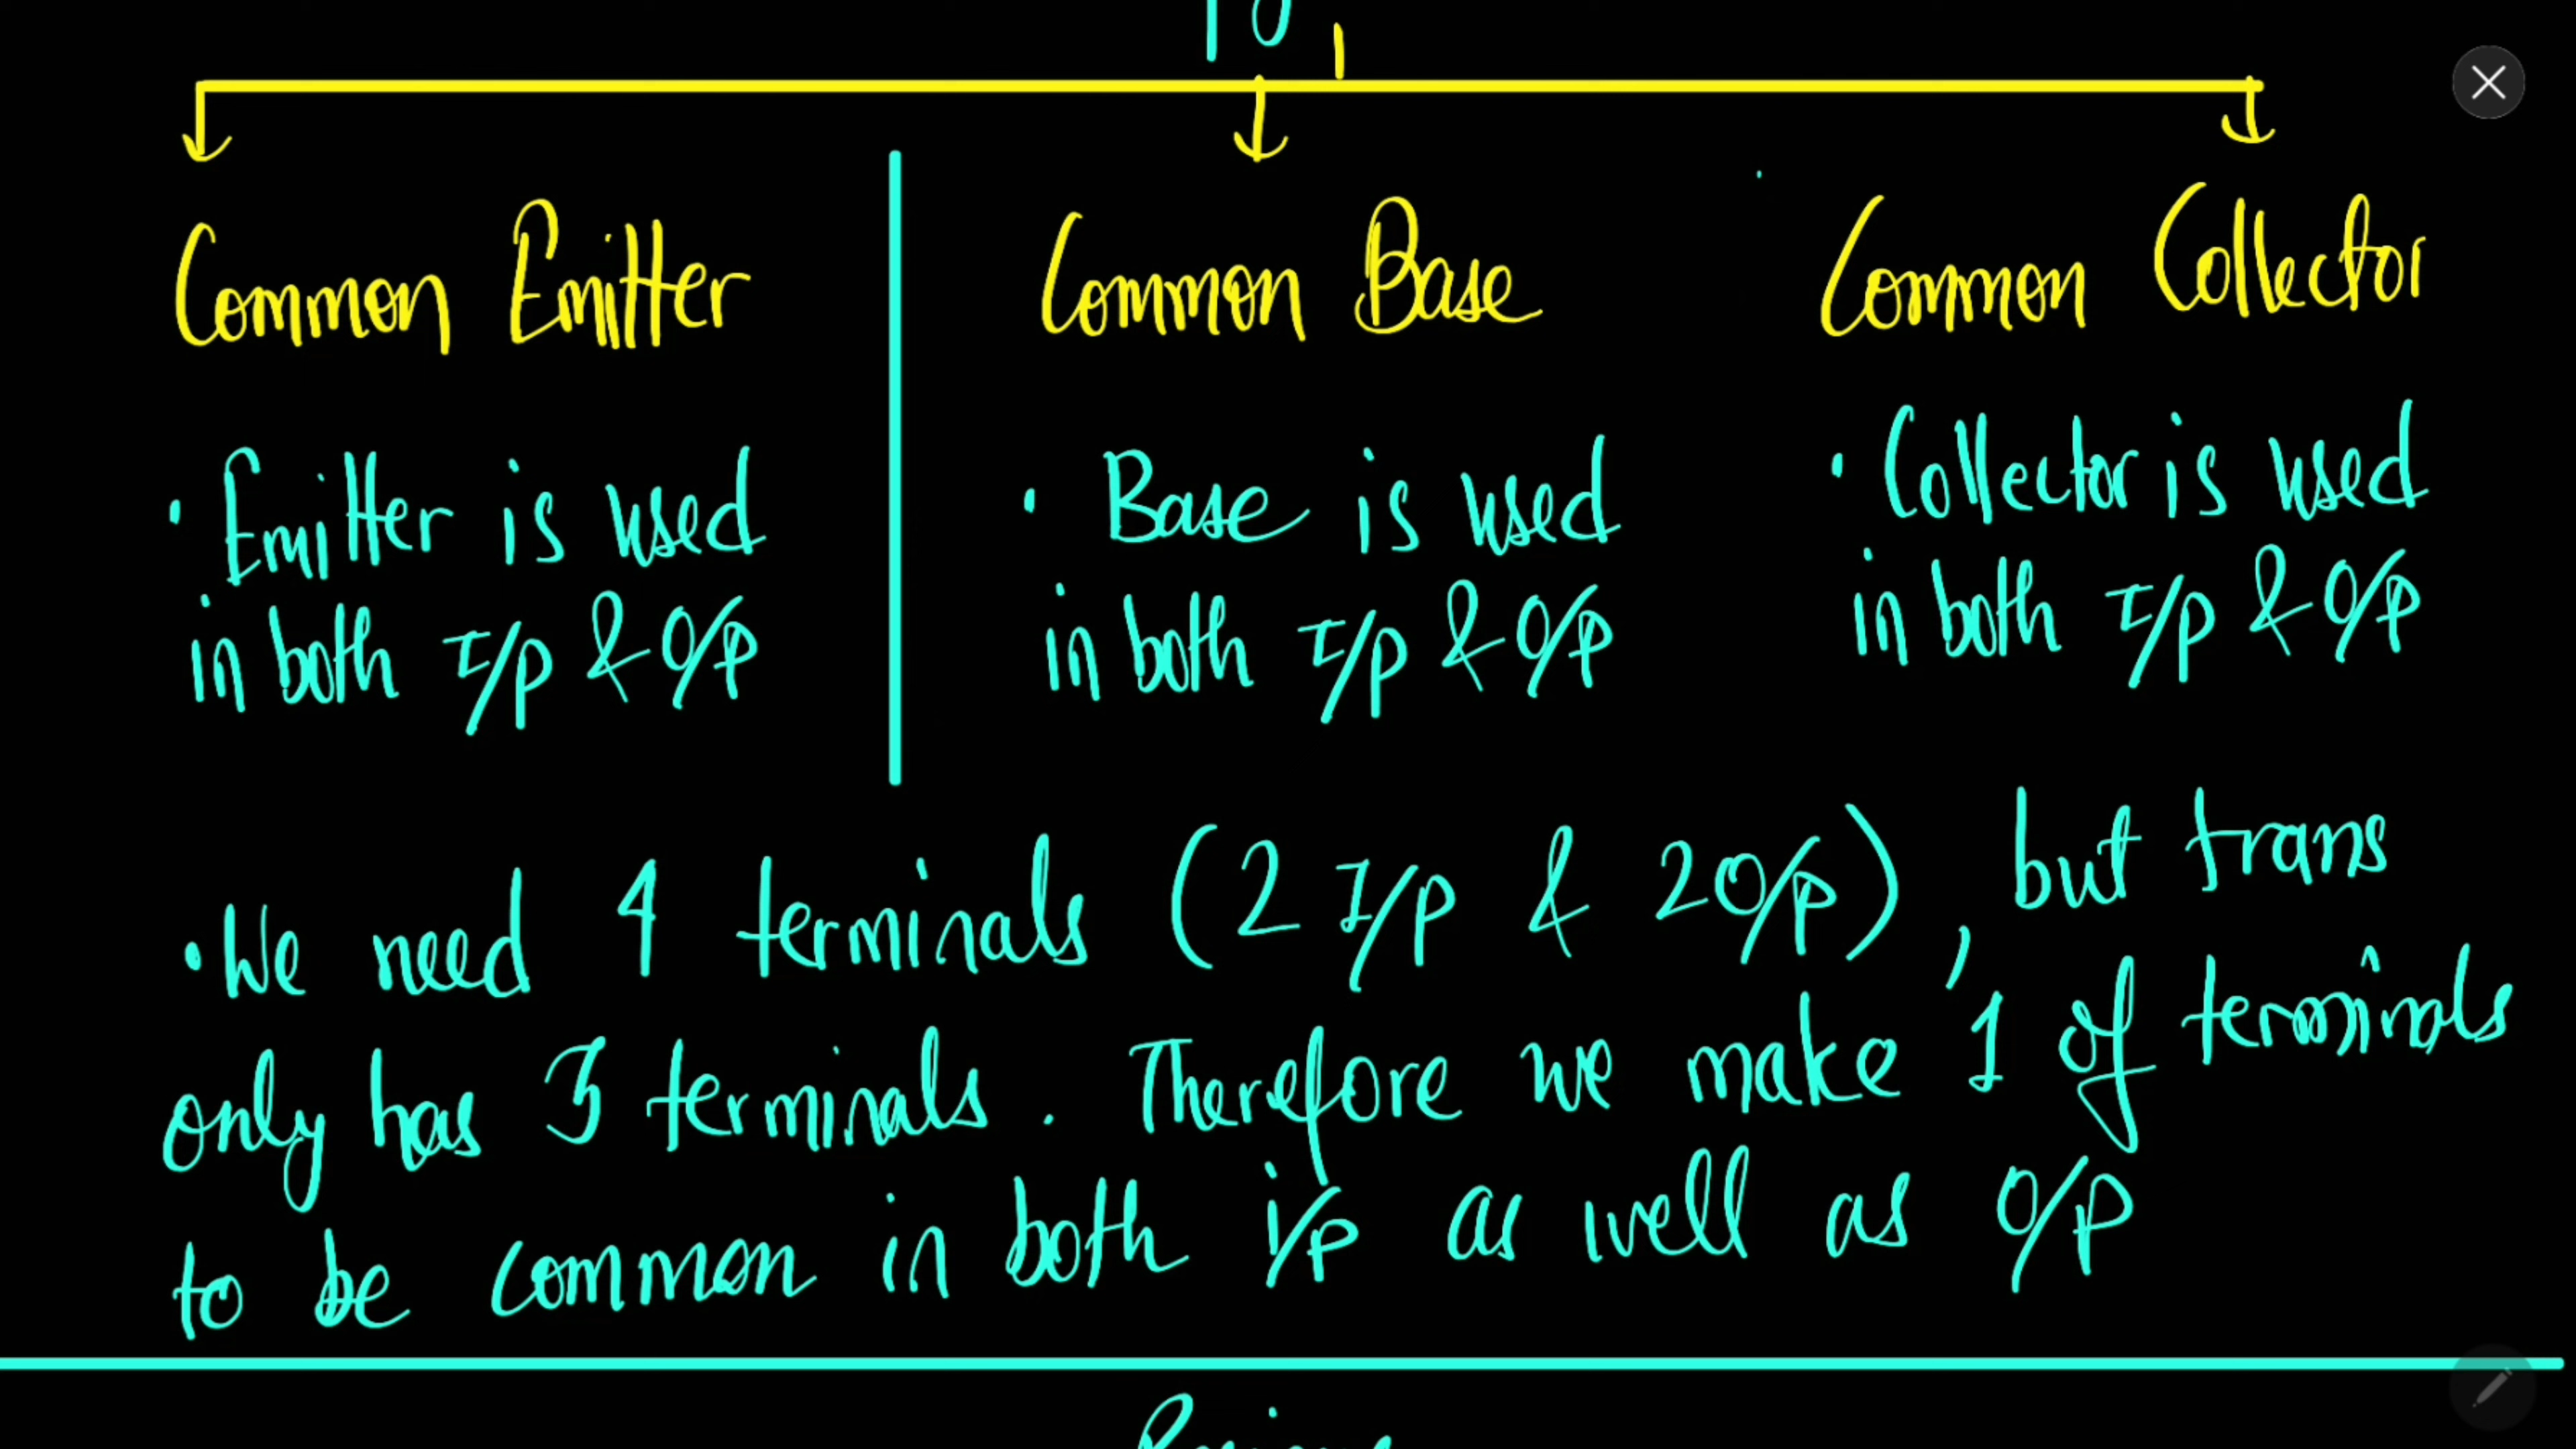 Common Emitter
Common Base
Common Collector
• Emitter is used
in both I/p & O/p
• Base is used
in both I/p & O/p
• Collector is used
in both I/p & O/p
• We need 4 terminals (2 I/p & 2 O/p), but trans
only has 3 terminals. Therefore we make 1 of terminals
to be common in both i/p as well as O/p